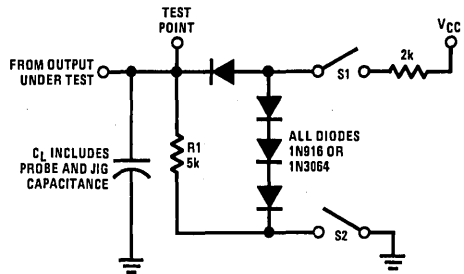 TEST
POINT
VCC
FROM OUTPUT
UNDER TEST
S1
2k
R1
5k
ALL DIODES
1N916 OR
1N3064
CL INCLUDES
PROBE AND JIG
CAPACITANCE
S2